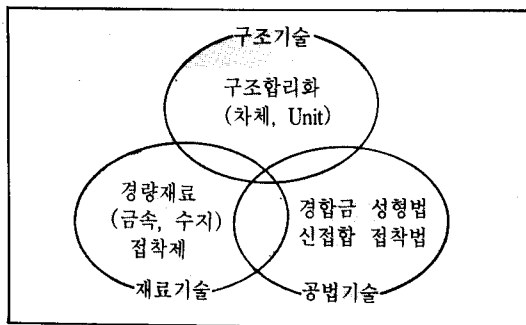 구조기술
구조합리화
(차체, Unit)
경량재료
(금속, 수지)
접착제
재료기술
경합금 성형법
신접합 접착법
공법기술